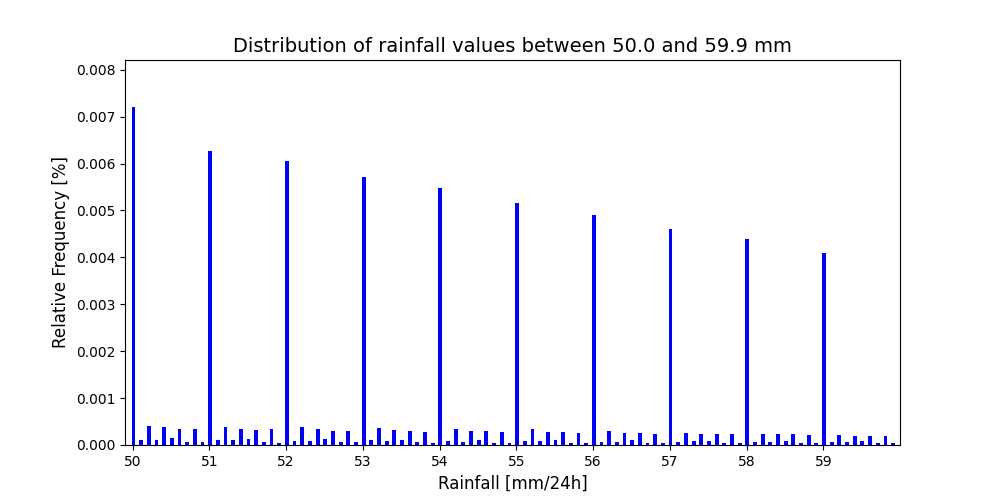 Distribution of rainfall values between 50.0 and 59.9 mm
0.008
0.007
0.006
0.005
0.004
0.003
0.002
0.001
0.000
Relative Frequency [%]
50 51 52 53 54 55 56 57 58 59
Rainfall [mm/24h]